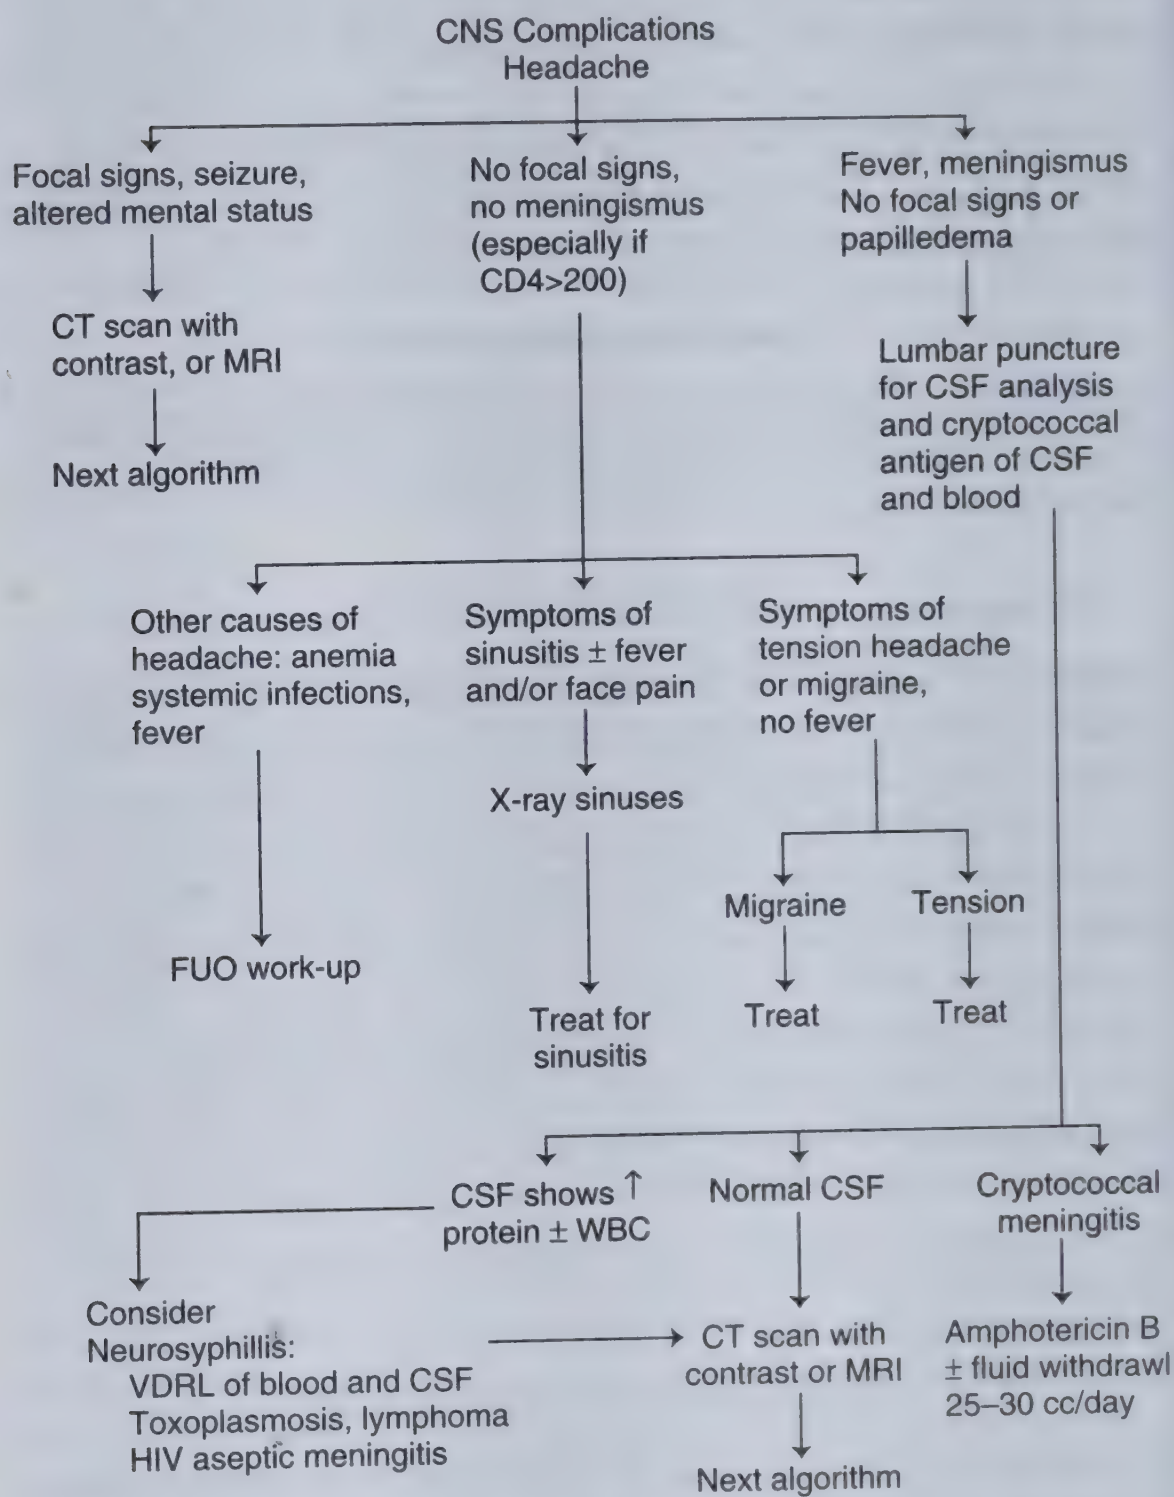 CNS Complications
Headache
Focal signs, seizure,
altered mental status
CT scan with
contrast, or MRI
Next algorithm
No focal signs,
no meningismus
(especially if
CD4>200)
Fever, meningismus
No focal signs or
papilledema
Lumbar puncture
for CSF analysis
and cryptococcal
antigen of CSF
and blood
Other causes of
headache: anemia
systemic infections,
fever
FUO work-up
Symptoms of
sinusitis ± fever
and/or face pain
X-ray sinuses
Treat for
sinusitis
Symptoms of
tension headache
or migraine,
no fever
Migraine
Treat
Tension
Treat
CSF shows ↑
protein ± WBC
Consider
Neurosyphillis:
VDRL of blood and CSF
Toxoplasmosis, lymphoma
HIV aseptic meningitis
Normal CSF
CT scan with
contrast or MRI
Next algorithm
Cryptococcal
meningitis
Amphotericin B
± fluid withdrawl
25–30 cc/day